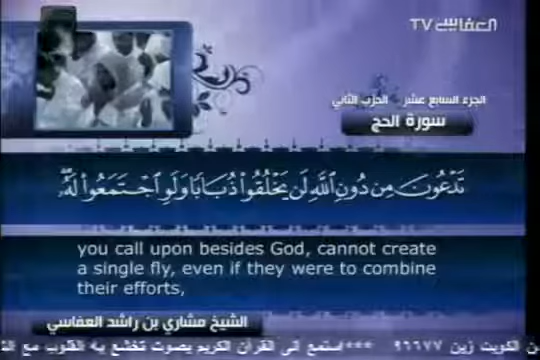 العفاسي TV
الجزء السابع عشر الحزب الثاني
سورة الحج
تَدْعُونَ مِن دُونِ ٱللَّهِ لَن يَخْلُقُوا۟ ذُبَابًا وَلَوِ ٱجْتَمَعُوا۟ لَهُۥ
you call upon besides God, cannot create
a single fly, even if they were to combine
their efforts,
الشيخ مشاري بن راشد العفاسي
من الكويت زين ٩٦٦٧٧ ***استمع إلى القرآن الكريم بصوت تخشع به القلوب مع